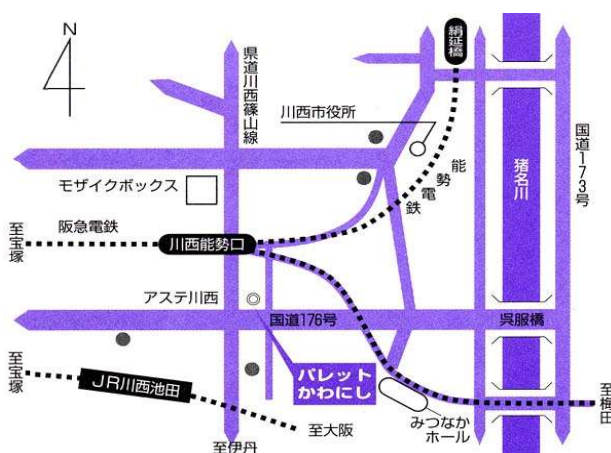 N
県道川西篠山線
絹延橋
川西市役所
国道173号
猪名川
能勢電鉄
モザイクボックス
至宝塚
阪急電鉄
川西能勢口
アステ川西
国道176号
呉服橋
至宝塚
JR川西池田
パレット
かわにし
みつなか
ホール
至梅田
至大阪
至伊丹